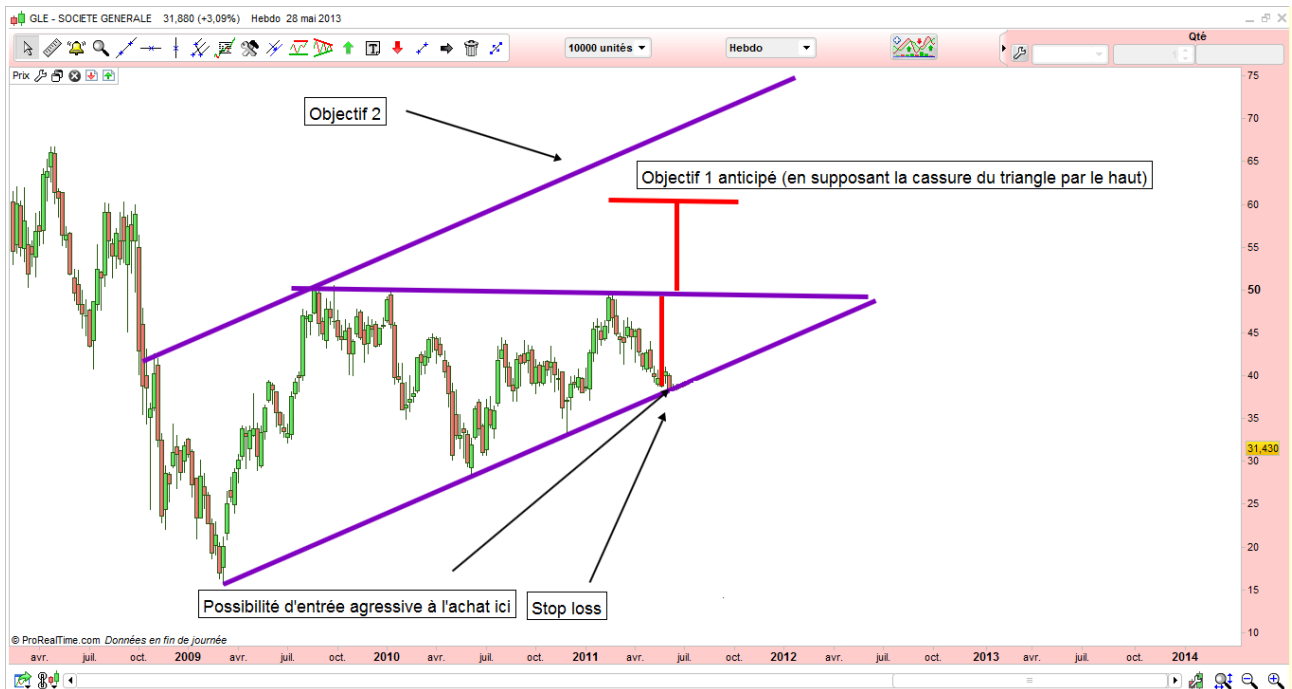 GLE - SOCIETE GENERALE 31,880 (+3,09%) Hebdo 28 mai 2013
10000 unités
Hebdo
Qté
1
Prix
75
70
65
60
55
50
45
40
35
31,430
30
25
20
15
10
Objectif 2
Objectif 1 anticipé (en supposant la cassure du triangle par le haut)
Possibilité d'entrée agressive à l'achat ici
Stop loss
© ProRealTime.com Données en fin de journée
avr. juil. oct. 2009 avr. juil. oct. 2010 avr. juil. oct. 2011 avr. juil. oct. 2012 avr. juil. oct. 2013 avr. juil. oct. 2014